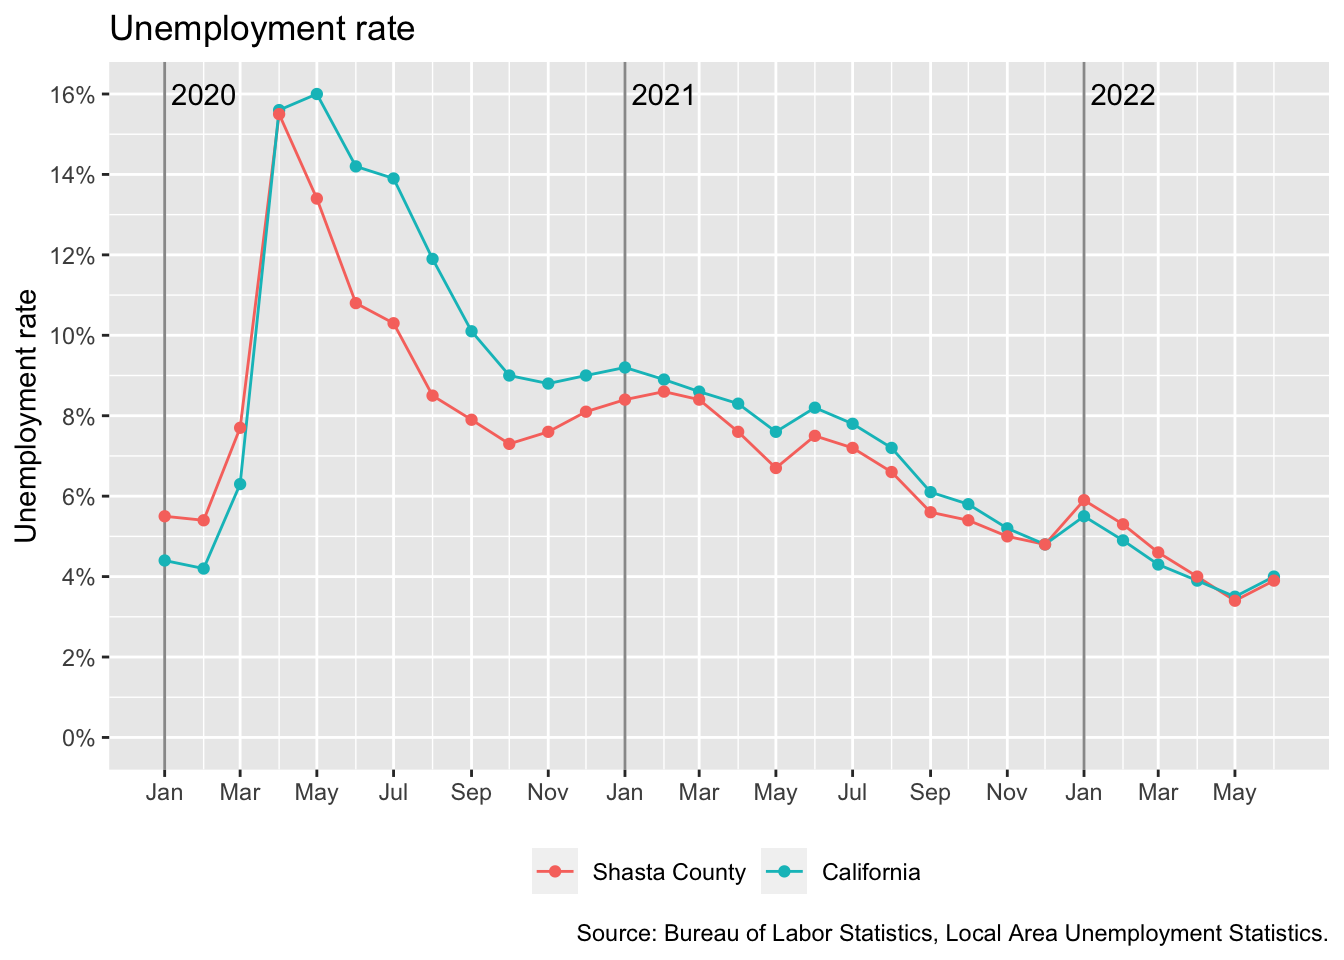 Unemployment rate
2020 2021 2022
Unemployment rate
16%
14%
12%
10%
8%
6%
4%
2%
0%
Jan Mar May Jul Sep Nov Jan Mar May Jul Sep Nov Jan Mar May
Shasta County California
Source: Bureau of Labor Statistics, Local Area Unemployment Statistics.